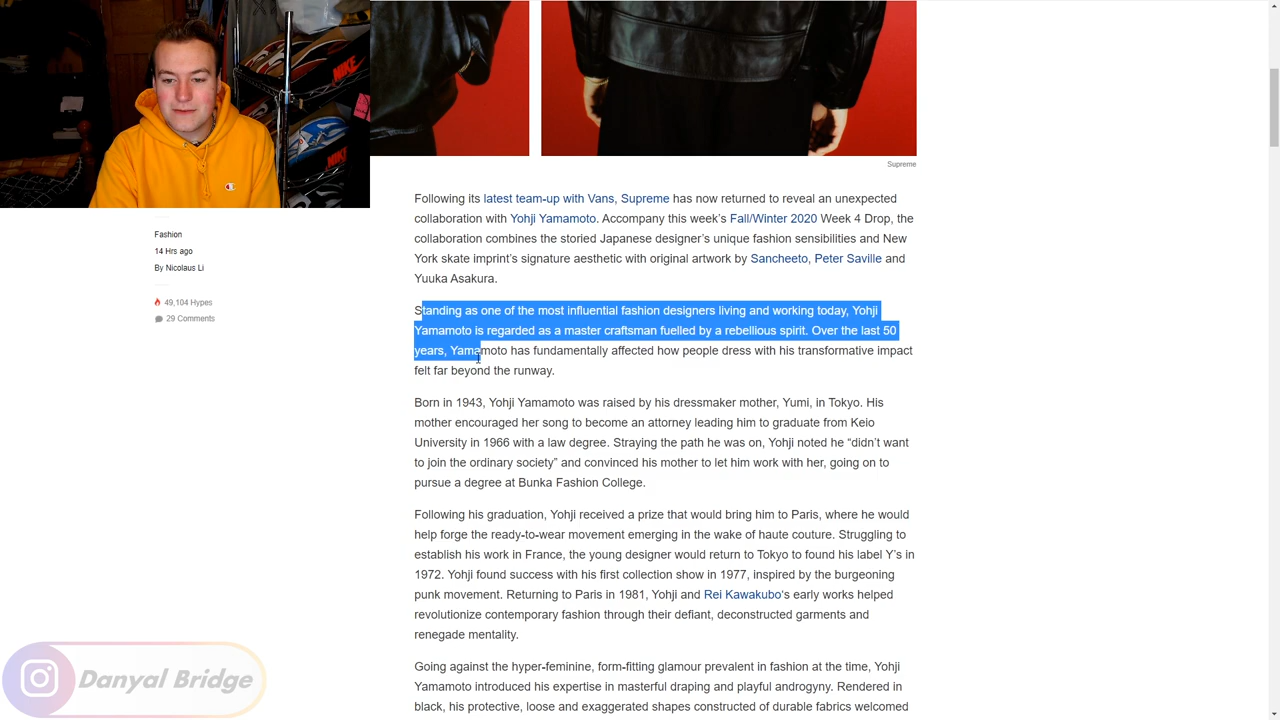 NIKE
NIKE
Supreme
Following its latest team-up with Vans, Supreme has now returned to reveal an unexpected
collaboration with Yohji Yamamoto. Accompany this week's Fall/Winter 2020 Week 4 Drop, the
collaboration combines the storied Japanese designer's unique fashion sensibilities and New
York skate imprint's signature aesthetic with original artwork by Sancheeto, Peter Saville and
Yuuka Asakura.
Fashion
14 Hrs ago
By Nicolaus Li
49,104 Hypes
29 Comments
Standing as one of the most influential fashion designers living and working today, Yohji
Yamamoto is regarded as a master craftsman fuelled by a rebellious spirit. Over the last 50
years, Yamamoto has fundamentally affected how people dress with his transformative impact
felt far beyond the runway.
Born in 1943, Yohji Yamamoto was raised by his dressmaker mother, Yumi, in Tokyo. His
mother encouraged her song to become an attorney leading him to graduate from Keio
University in 1966 with a law degree. Straying the path he was on, Yohji noted he “didn’t want
to join the ordinary society” and convinced his mother to let him work with her, going on to
pursue a degree at Bunka Fashion College.
Following his graduation, Yohji received a prize that would bring him to Paris, where he would
help forge the ready-to-wear movement emerging in the wake of haute couture. Struggling to
establish his work in France, the young designer would return to Tokyo to found his label Y’s in
1972. Yohji found success with his first collection show in 1977, inspired by the burgeoning
punk movement. Returning to Paris in 1981, Yohji and Rei Kawakubo‘s early works helped
revolutionize contemporary fashion through their defiant, deconstructed garments and
renegade mentality.
Going against the hyper-feminine, form-fitting glamour prevalent in fashion at the time, Yohji
Yamamoto introduced his expertise in masterful draping and playful androgyny. Rendered in
black, his protective, loose and exaggerated shapes constructed of durable fabrics welcomed
Danyal Bridge